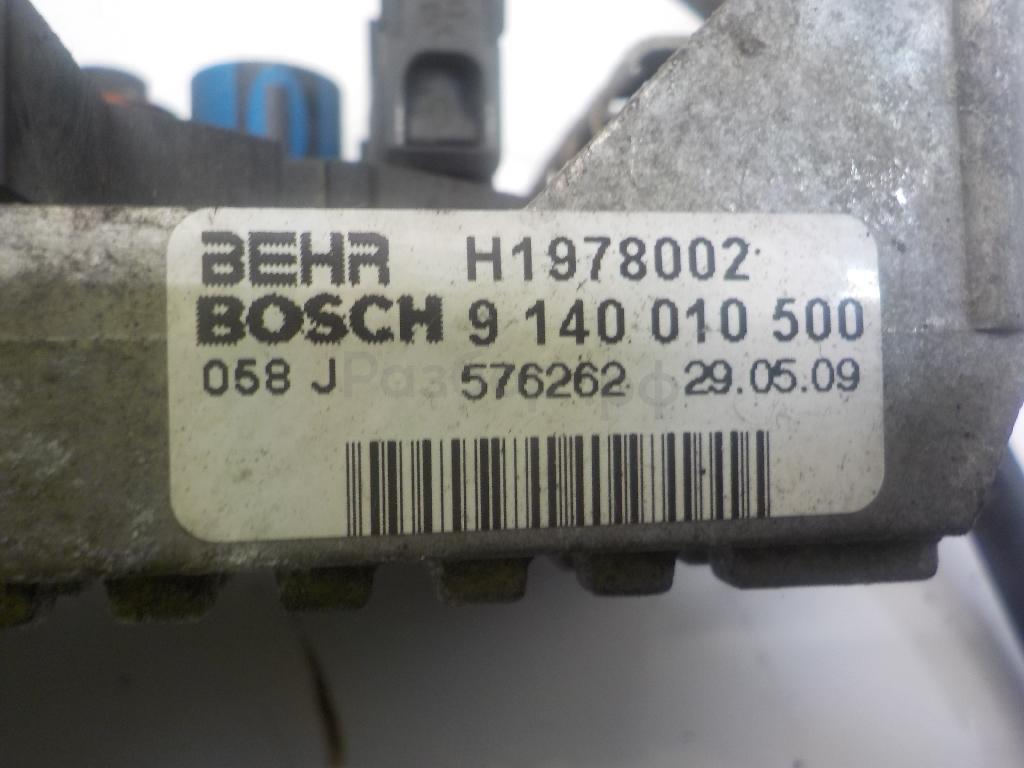 BEHR H1978002
BOSCH 9 140 010 500
058 J 576262 29.05.09